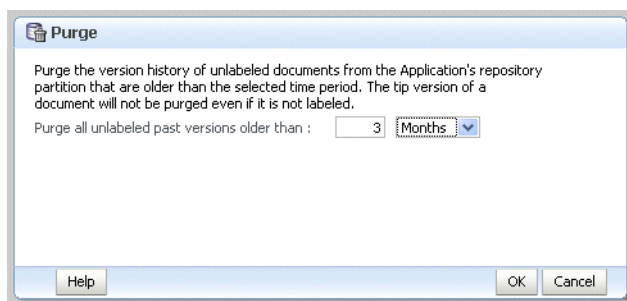 Purge
Purge the version history of unlabeled documents from the Application's repository
partition that are older than the selected time period. The tip version of a
document will not be purged even if it is not labeled.
Purge all unlabeled past versions older than : 3 Months
Help OK Cancel